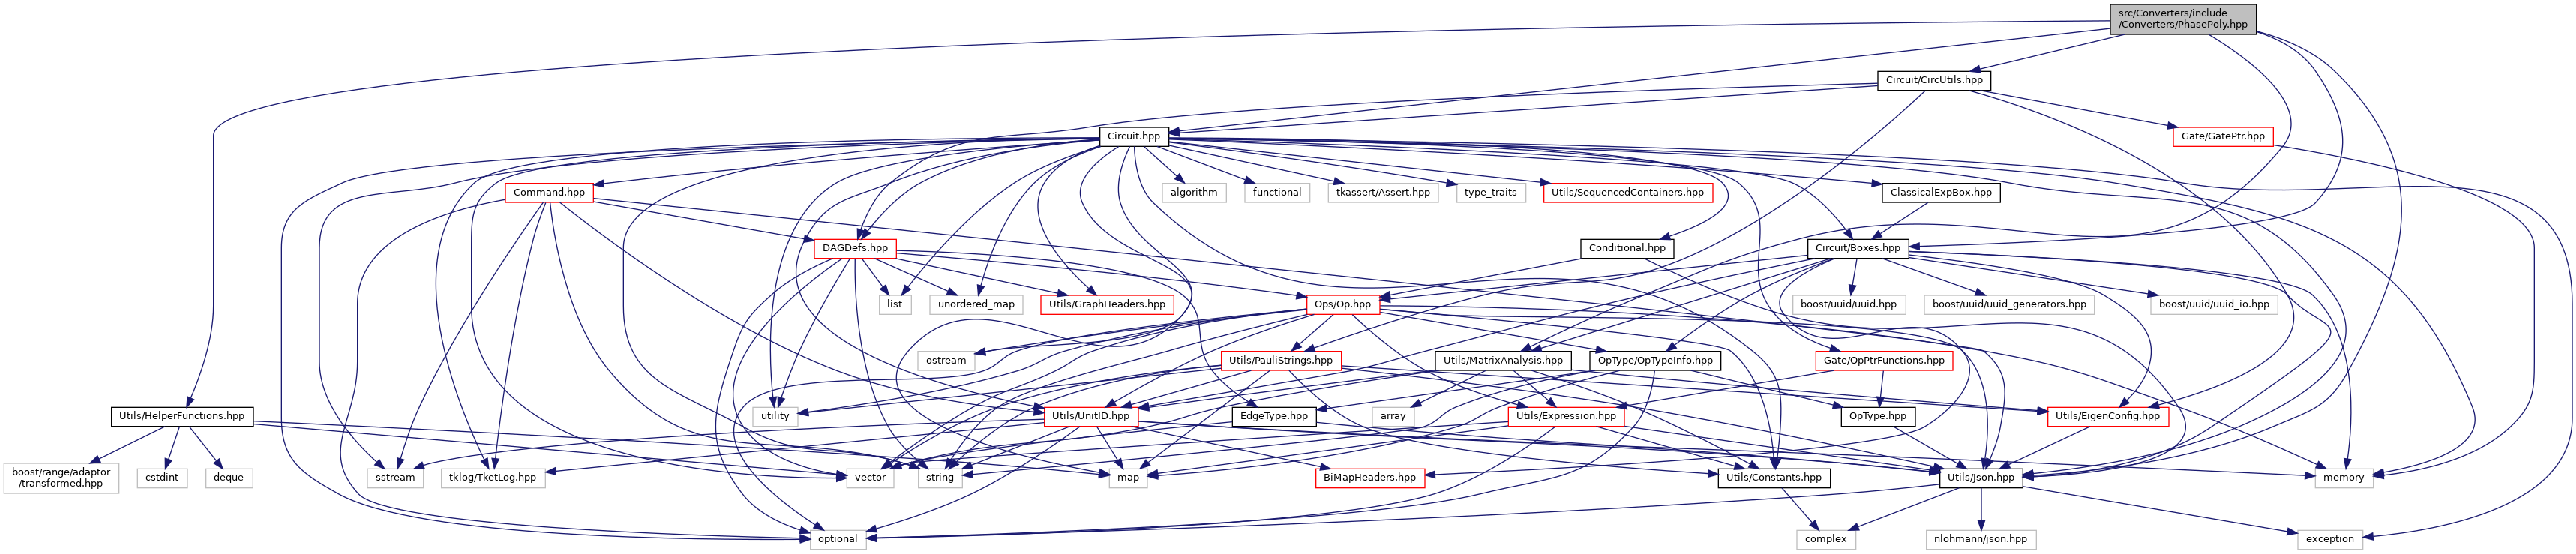 src/Converters/include
/Converters/PhasePoly.hpp
Circuit/CircUtils.hpp
Circuit.hpp
Gate/GatePtr.hpp
Command.hpp
algorithm
functional
tkassert/Assert.hpp
type_traits
Utils/SequencedContainers.hpp
ClassicalExpBox.hpp
DAGDefs.hpp
Conditional.hpp
Circuit/Boxes.hpp
list
unordered_map
Utils/GraphHeaders.hpp
Ops/Op.hpp
boost/uuid/uuid.hpp
boost/uuid/uuid_generators.hpp
boost/uuid/uuid_io.hpp
ostream
Utils/PauliStrings.hpp
Utils/MatrixAnalysis.hpp
OpType/OpTypeInfo.hpp
Gate/OpPtrFunctions.hpp
Utils/HelperFunctions.hpp
utility
Utils/UnitID.hpp
EdgeType.hpp
array
Utils/Expression.hpp
OpType.hpp
Utils/EigenConfig.hpp
boost/range/adaptor
/transformed.hpp
cstdint
deque
sstream
tklog/TketLog.hpp
vector
string
map
BiMapHeaders.hpp
Utils/Constants.hpp
Utils/Json.hpp
memory
optional
complex
nlohmann/json.hpp
exception